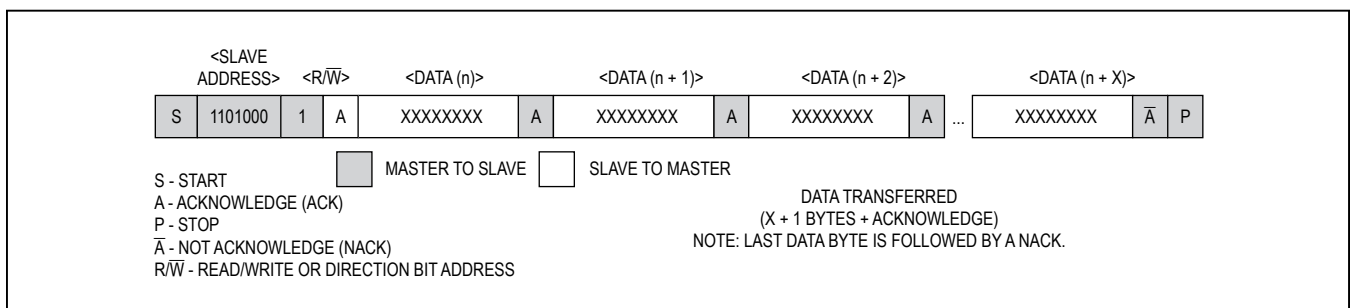 <SLAVE
ADDRESS> <R/W̅> <DATA (n)> <DATA (n + 1)> <DATA (n + 2)> <DATA (n + X)>
S 1101000 1 A XXXXXXXX A XXXXXXXX A XXXXXXXX A ... XXXXXXXX A̅ P
MASTER TO SLAVE SLAVE TO MASTER
S - START
A - ACKNOWLEDGE (ACK)
P - STOP
A̅ - NOT ACKNOWLEDGE (NACK)
R/W̅ - READ/WRITE OR DIRECTION BIT ADDRESS
DATA TRANSFERRED
(X + 1 BYTES + ACKNOWLEDGE)
NOTE: LAST DATA BYTE IS FOLLOWED BY A NACK.